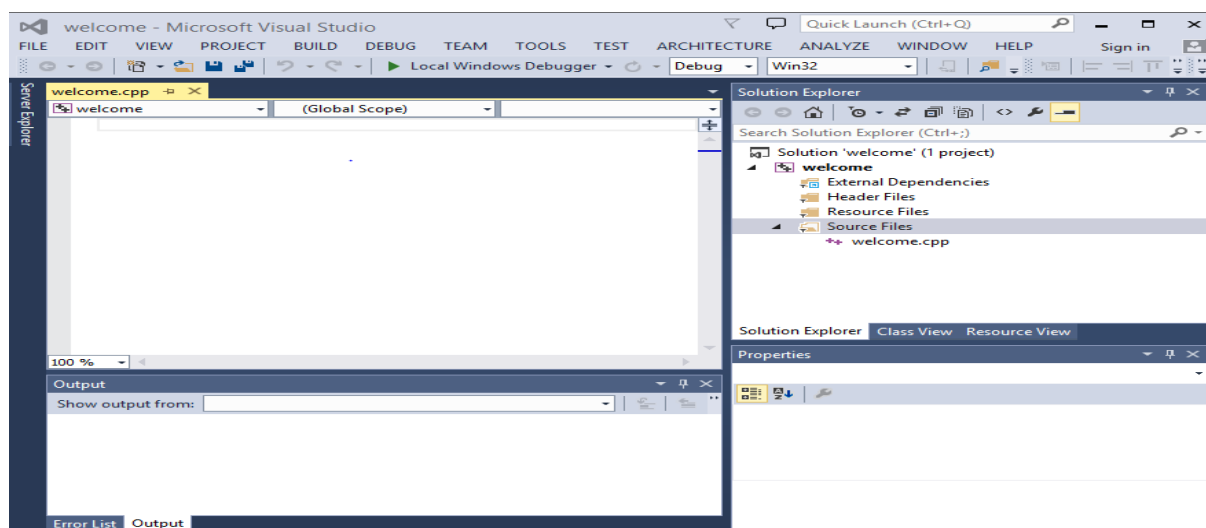 welcome - Microsoft Visual Studio
Quick Launch (Ctrl+Q)
FILE EDIT VIEW PROJECT BUILD DEBUG TEAM TOOLS TEST ARCHITECTURE ANALYZE WINDOW HELP Sign in
Local Windows Debugger Debug Win32
Server Explorer
welcome.cpp
welcome (Global Scope)
100 %
Output
Show output from:
Error List Output
Solution Explorer
Search Solution Explorer (Ctrl+;)
Solution 'welcome' (1 project)
welcome
External Dependencies
Header Files
Resource Files
Source Files
welcome.cpp
Solution Explorer Class View Resource View
Properties